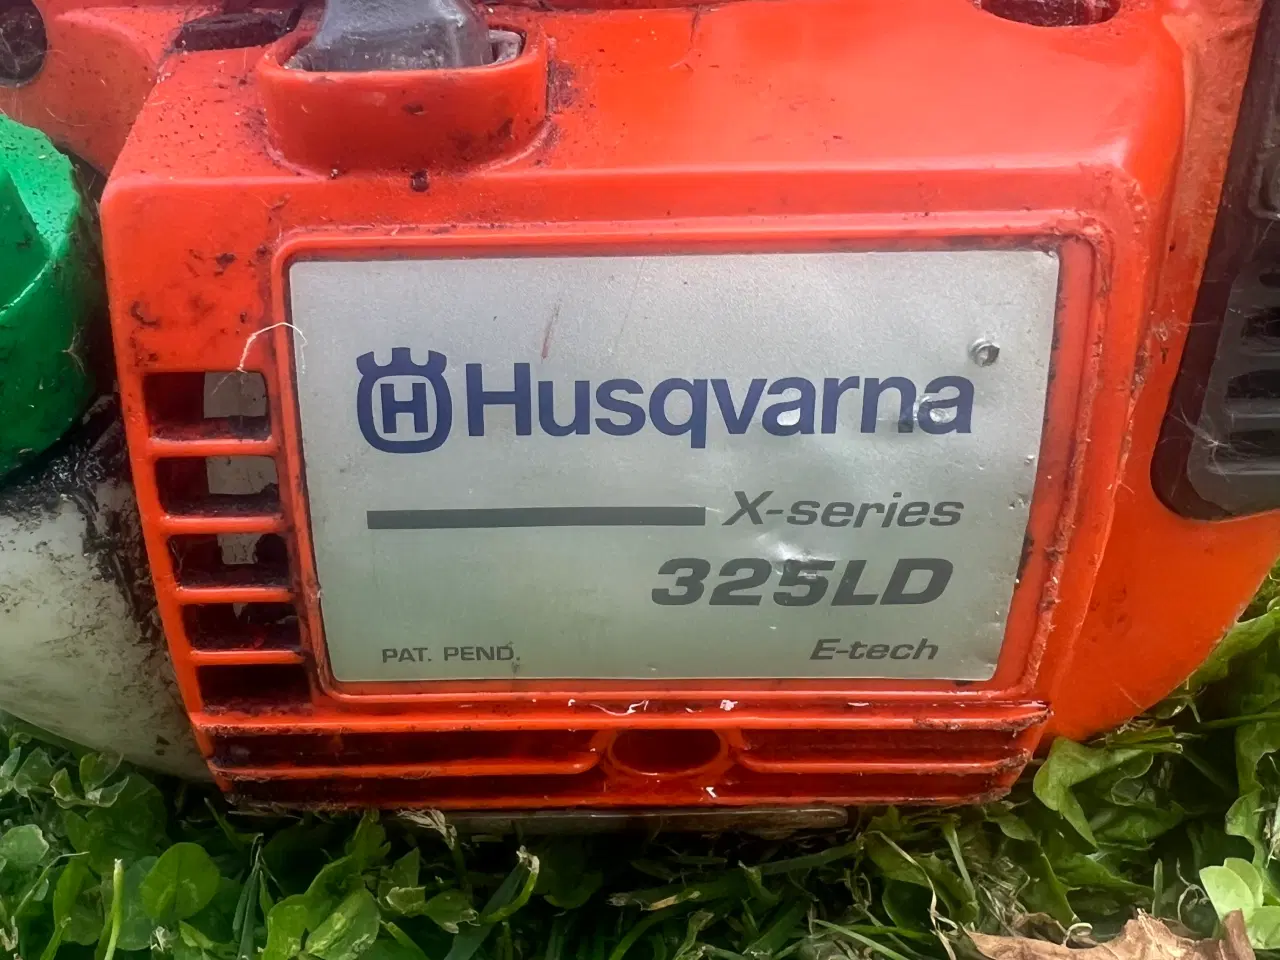 H Husqvarna
X-series
325LD
PAT. PEND. E-tech